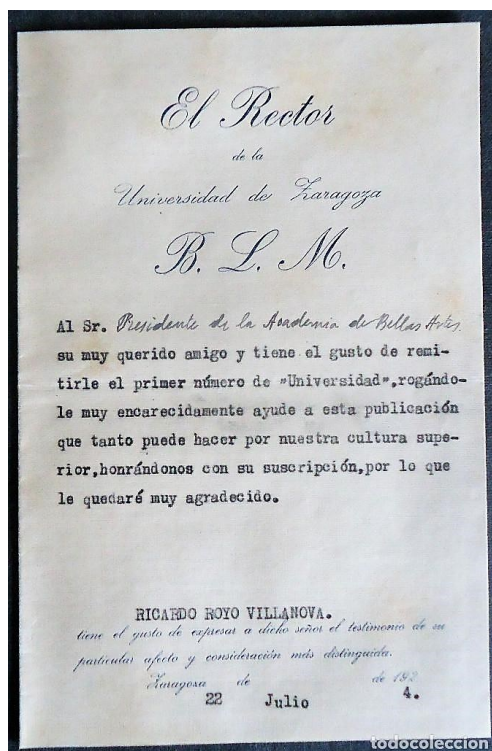 El Rector
de la
Universidad de Zaragoza
B. L. M.
Al Sr. Presidente de la Academia de Bellas Artes.
su muy querido amigo y tiene el gusto de remi-
tirle el primer número de "Universidad",rogándo-
le muy encarecidamente ayude a esta publicación
que tanto puede hacer por nuestra cultura supe-
rior,honrándonos con su suscripción,por lo que
le quedaré muy agradecido.
RICARDO ROYO VILLANOVA.
tiene el gusto de expresar a dicho señor el testimonio de su
particular afecto y consideración más distinguida.
Zaragoza 22 de Julio de 1924.
todocoleccion